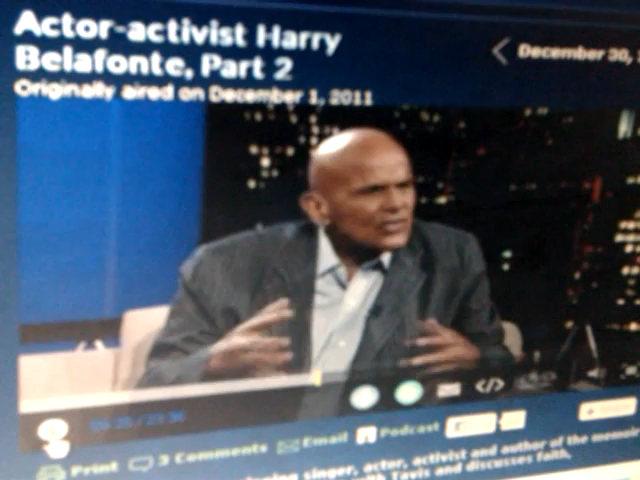 Actor-activist Harry
Belafonte, Part 2
Originally aired on December 1, 2011
December 30,
Print 3 Comments Email Podcast
singer, actor, activist and author of the memoir
with Tavis and discusses faith,